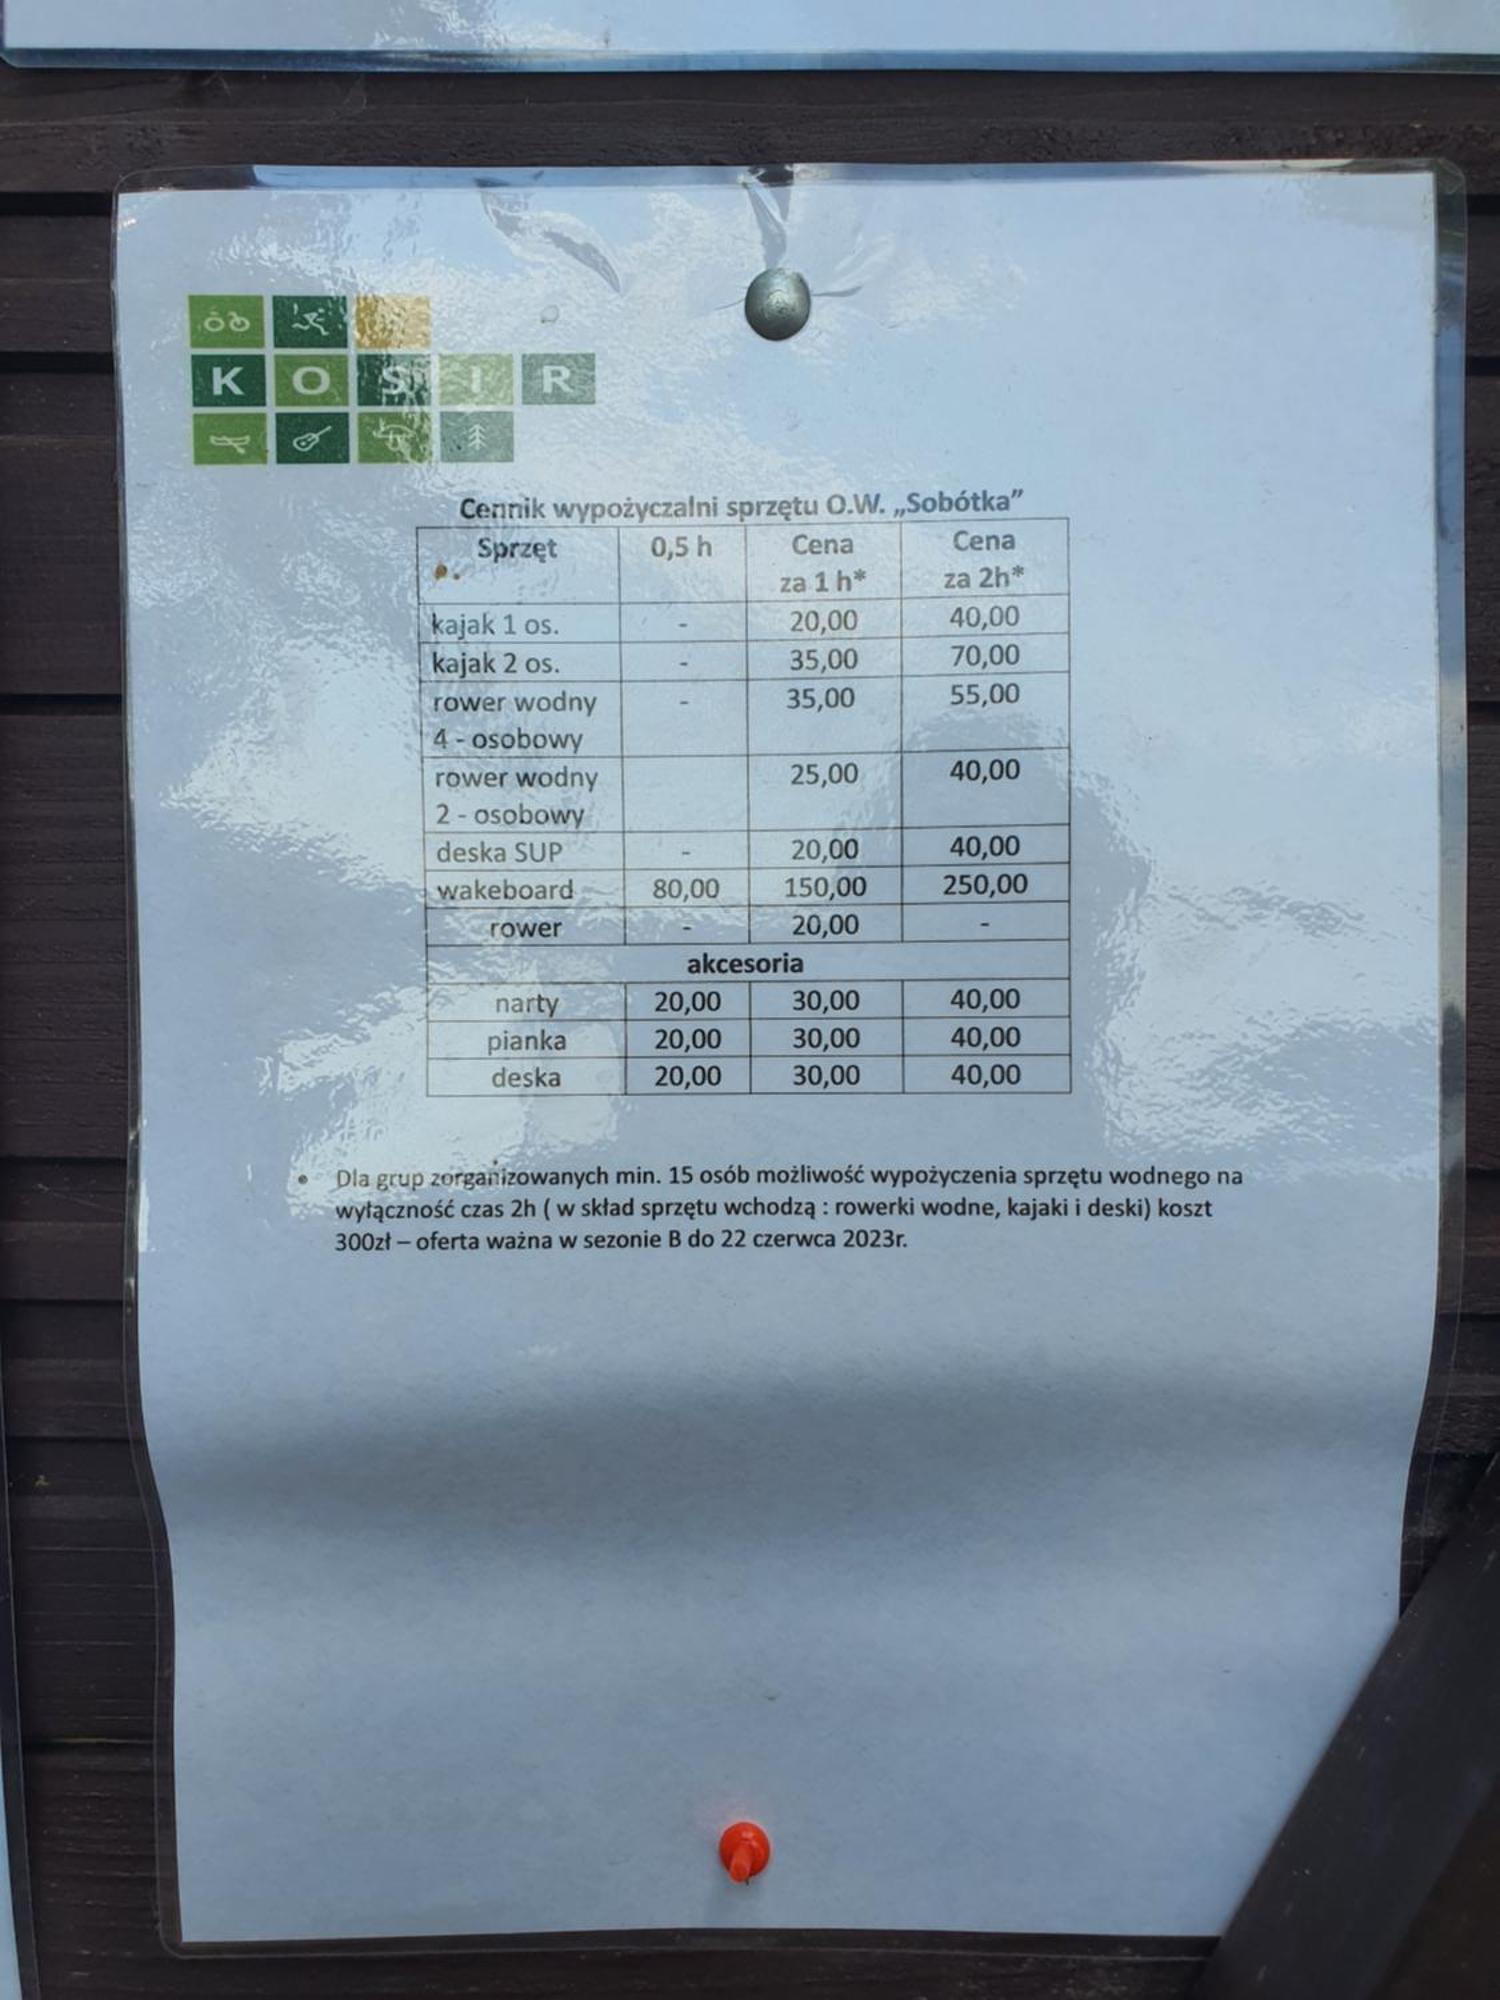 K O S I R
Cennik wypożyczalni sprzętu O.W. „Sobótka”
Sprzęt 0,5 h Cena za 1 h* Cena za 2h*
kajak 1 os. - 20,00 40,00
kajak 2 os. - 35,00 70,00
rower wodny 4 - osobowy - 35,00 55,00
rower wodny 2 - osobowy 25,00 40,00
deska SUP - 20,00 40,00
wakeboard 80,00 150,00 250,00
rower - 20,00 -
akcesoria
narty 20,00 30,00 40,00
pianka 20,00 30,00 40,00
deska 20,00 30,00 40,00
• Dla grup zorganizowanych min. 15 osób możliwość wypożyczenia sprzętu wodnego na
wyłączność czas 2h ( w skład sprzętu wchodzą : rowerki wodne, kajaki i deski) koszt
300zł – oferta ważna w sezonie B do 22 czerwca 2023r.